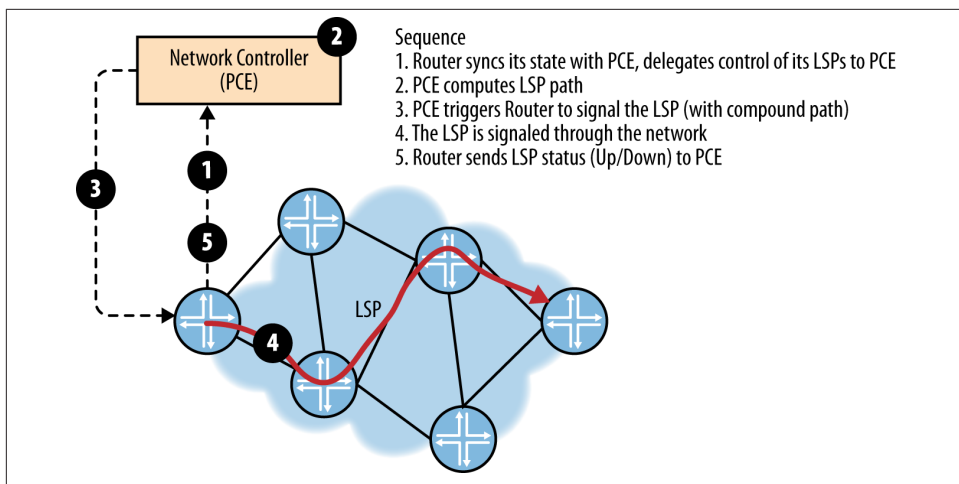 2
Network Controller
(PCE)
Sequence
1. Router syncs its state with PCE, delegates control of its LSPs to PCE
2. PCE computes LSP path
3. PCE triggers Router to signal the LSP (with compound path)
4. The LSP is signaled through the network
5. Router sends LSP status (Up/Down) to PCE
1
3
5
LSP
4